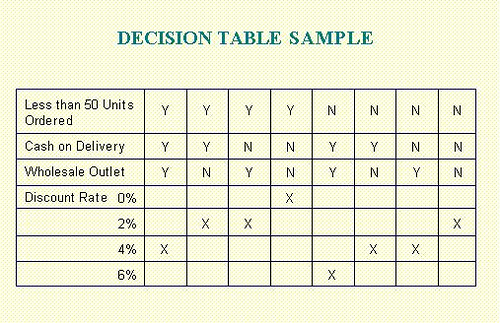 DECISION TABLE SAMPLE
Less than 50 Units
Ordered Y Y Y Y N N N N
Cash on Delivery Y Y N N Y Y N N
Wholesale Outlet Y N Y N Y N Y N
Discount Rate 0% X
2% X X X
4% X X X
6% X